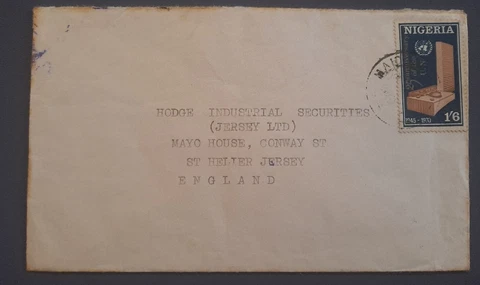 NIGERIA
U.N.
1945-1970
1'6
HODGE INDUSTRIAL SECURITIES
(JERSEY LTD)
MAYO HOUSE, CONWAY ST
ST HELIER JERSEY
ENGLAND